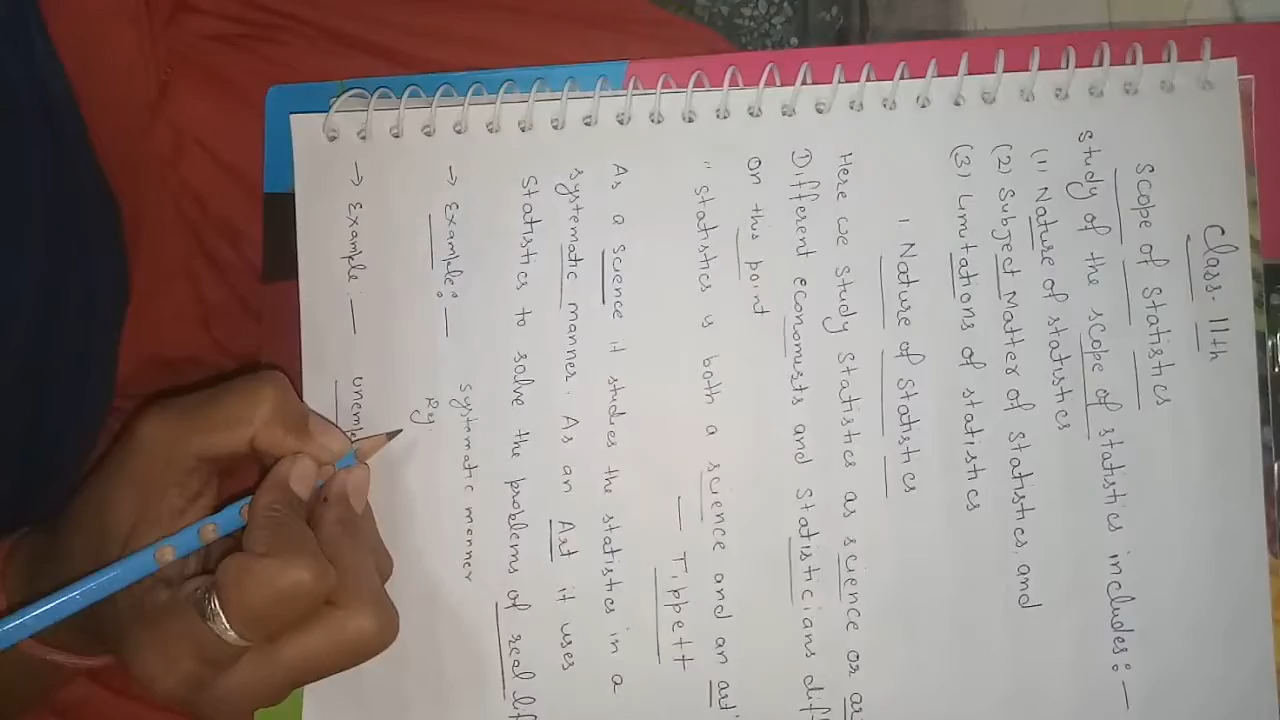 Class- 11th
Scope of Statistics
Study of the scope of statistics includes:—
(1) Nature of statistics
(2) Subject Matter of Statistics, and
(3) Limitations of statistics
1. Nature of Statistics
Here we study Statistics as science or
Different economists and Statisticians
on this point
" Statistics is both a science and an art"
— Tippett
As a Science it studies the statistics in a
systematic manner. As an Art it uses
Statistics to solve the problems of real
→ Example:— systematic manner
→ Example:—